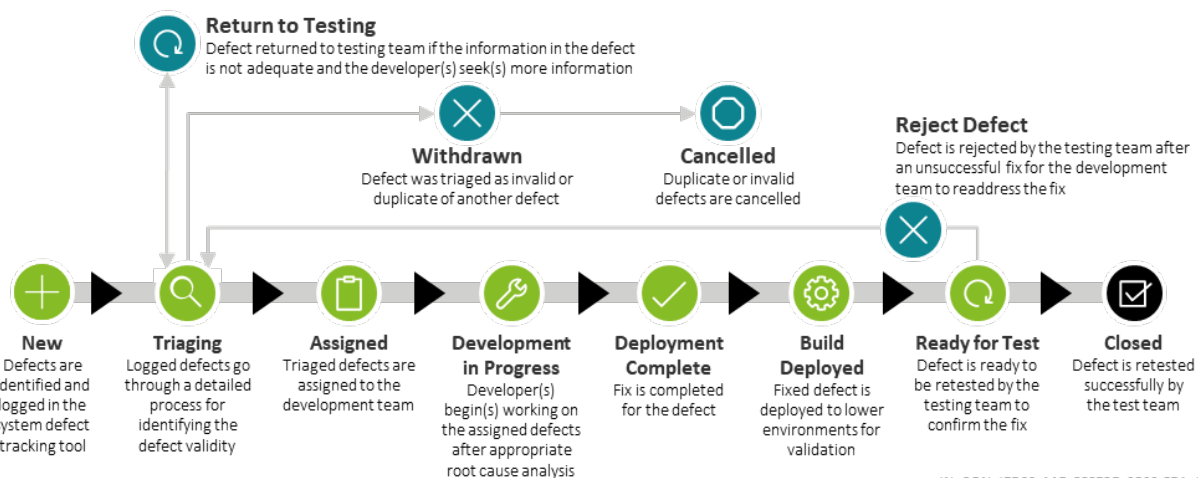 Return to Testing
Defect returned to testing team if the information in the defect
is not adequate and the developer(s) seek(s) more information
Withdrawn
Defect was triaged as invalid or
duplicate of another defect
Cancelled
Duplicate or invalid
defects are cancelled
Reject Defect
Defect is rejected by the testing team after
an unsuccessful fix for the development
team to readdress the fix
New
Defects are
identified and
logged in the
system defect
tracking tool
Triaging
Logged defects go
through a detailed
process for
identifying the
defect validity
Assigned
Triaged defects are
assigned to the
development team
Development
in Progress
Developer(s)
begin(s) working on
the assigned defects
after appropriate
root cause analysis
Deployment
Complete
Fix is completed
for the defect
Build
Deployed
Fixed defect is
deployed to lower
environments for
validation
Ready for Test
Defect is ready to
be retested by the
testing team to
confirm the fix
Closed
Defect is retested
successfully by
the test team